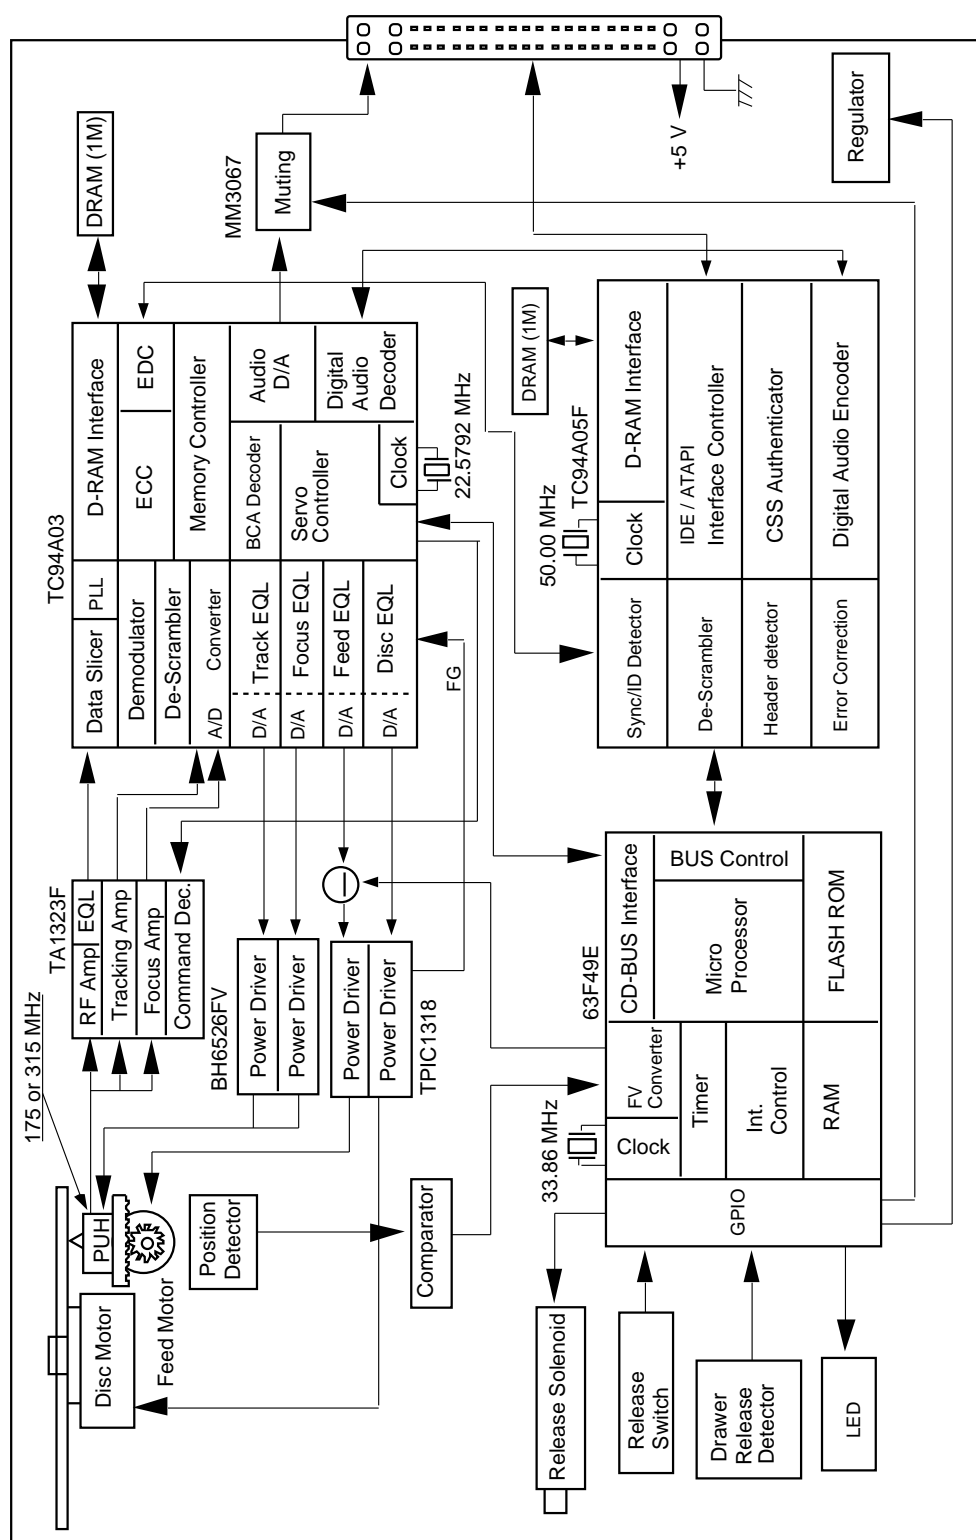 DRAM (1M)
MM3067
Muting
+5 V
Regulator
TC94A03
D-RAM Interface
EDC
ECC
Memory Controller
Audio
D/A
Digital
Audio
Decoder
BCA Decoder
Servo
Controller
Clock
22.5792 MHz
PLL
Data Slicer
Demodulator
De-Scrambler
A/D Converter
D/A Track EQL
D/A Focus EQL
D/A Feed EQL
D/A Disc EQL
FG
DRAM (1M)
TC94A05F
50.00 MHz
D-RAM Interface
Clock
IDE / ATAPI
Interface Controller
CSS Authenticator
Digital Audio Encoder
Sync/ID Detector
De-Scrambler
Header detector
Error Correction
TA1323F
RF Amp
EQL
Tracking Amp
Focus Amp
Command Dec.
175 or 315 MHz
BH6526FV
Power Driver
Power Driver
TPIC1318
Power Driver
Power Driver
63F49E
CD-BUS Interface
BUS Control
Micro
Processor
FLASH ROM
FV
Converter
Clock
33.86 MHz
Timer
Int.
Control
RAM
GPIO
PUH
Disc Motor
Feed Motor
Position
Detector
Comparator
Release Solenoid
Release
Switch
Drawer
Release
Detector
LED